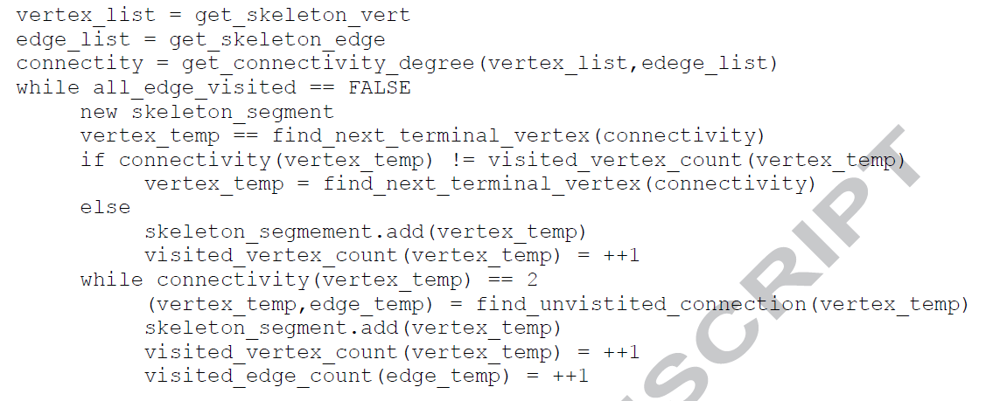 vertex_list = get_skeleton_vert
edge_list = get_skeleton_edge
connectity = get_connectivity_degree(vertex_list,edege_list)
while all_edge_visited == FALSE
     new skeleton_segment
     vertex_temp == find_next_terminal_vertex(connectivity)
     if connectivity(vertex_temp) != visited_vertex_count(vertex_temp)
          vertex_temp = find_next_terminal_vertex(connectivity)
     else
          skeleton_segmement.add(vertex_temp)
          visited_vertex_count(vertex_temp) = ++1
     while connectivity(vertex_temp) == 2
          (vertex_temp,edge_temp) = find_unvistited_connection(vertex_temp)
          skeleton_segment.add(vertex_temp)
          visited_vertex_count(vertex_temp) = ++1
          visited_edge_count(edge_temp) = ++1
SCRIPT